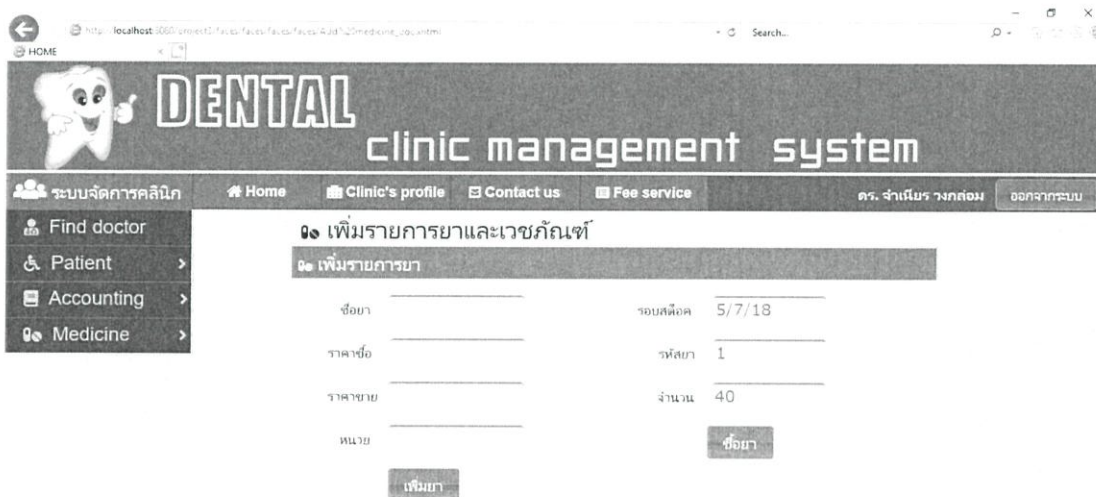 Search...
HOME
DENTAL
clinic management system
ระบบจัดการคลินิก Home Clinic's profile Contact us Fee service ดร. จำเนียร วงกล่อม ออกจากระบบ
Find doctor
Patient
Accounting
Medicine
เพิ่มรายการยาและเวชภัณฑ์
เพิ่มรายการยา
ชื่อยา รอบสต๊อค 5/7/18
ราคาซื้อ รหัสยา 1
ราคาขาย จำนวน 40
หน่วย ซื้อยา
เพิ่มยา